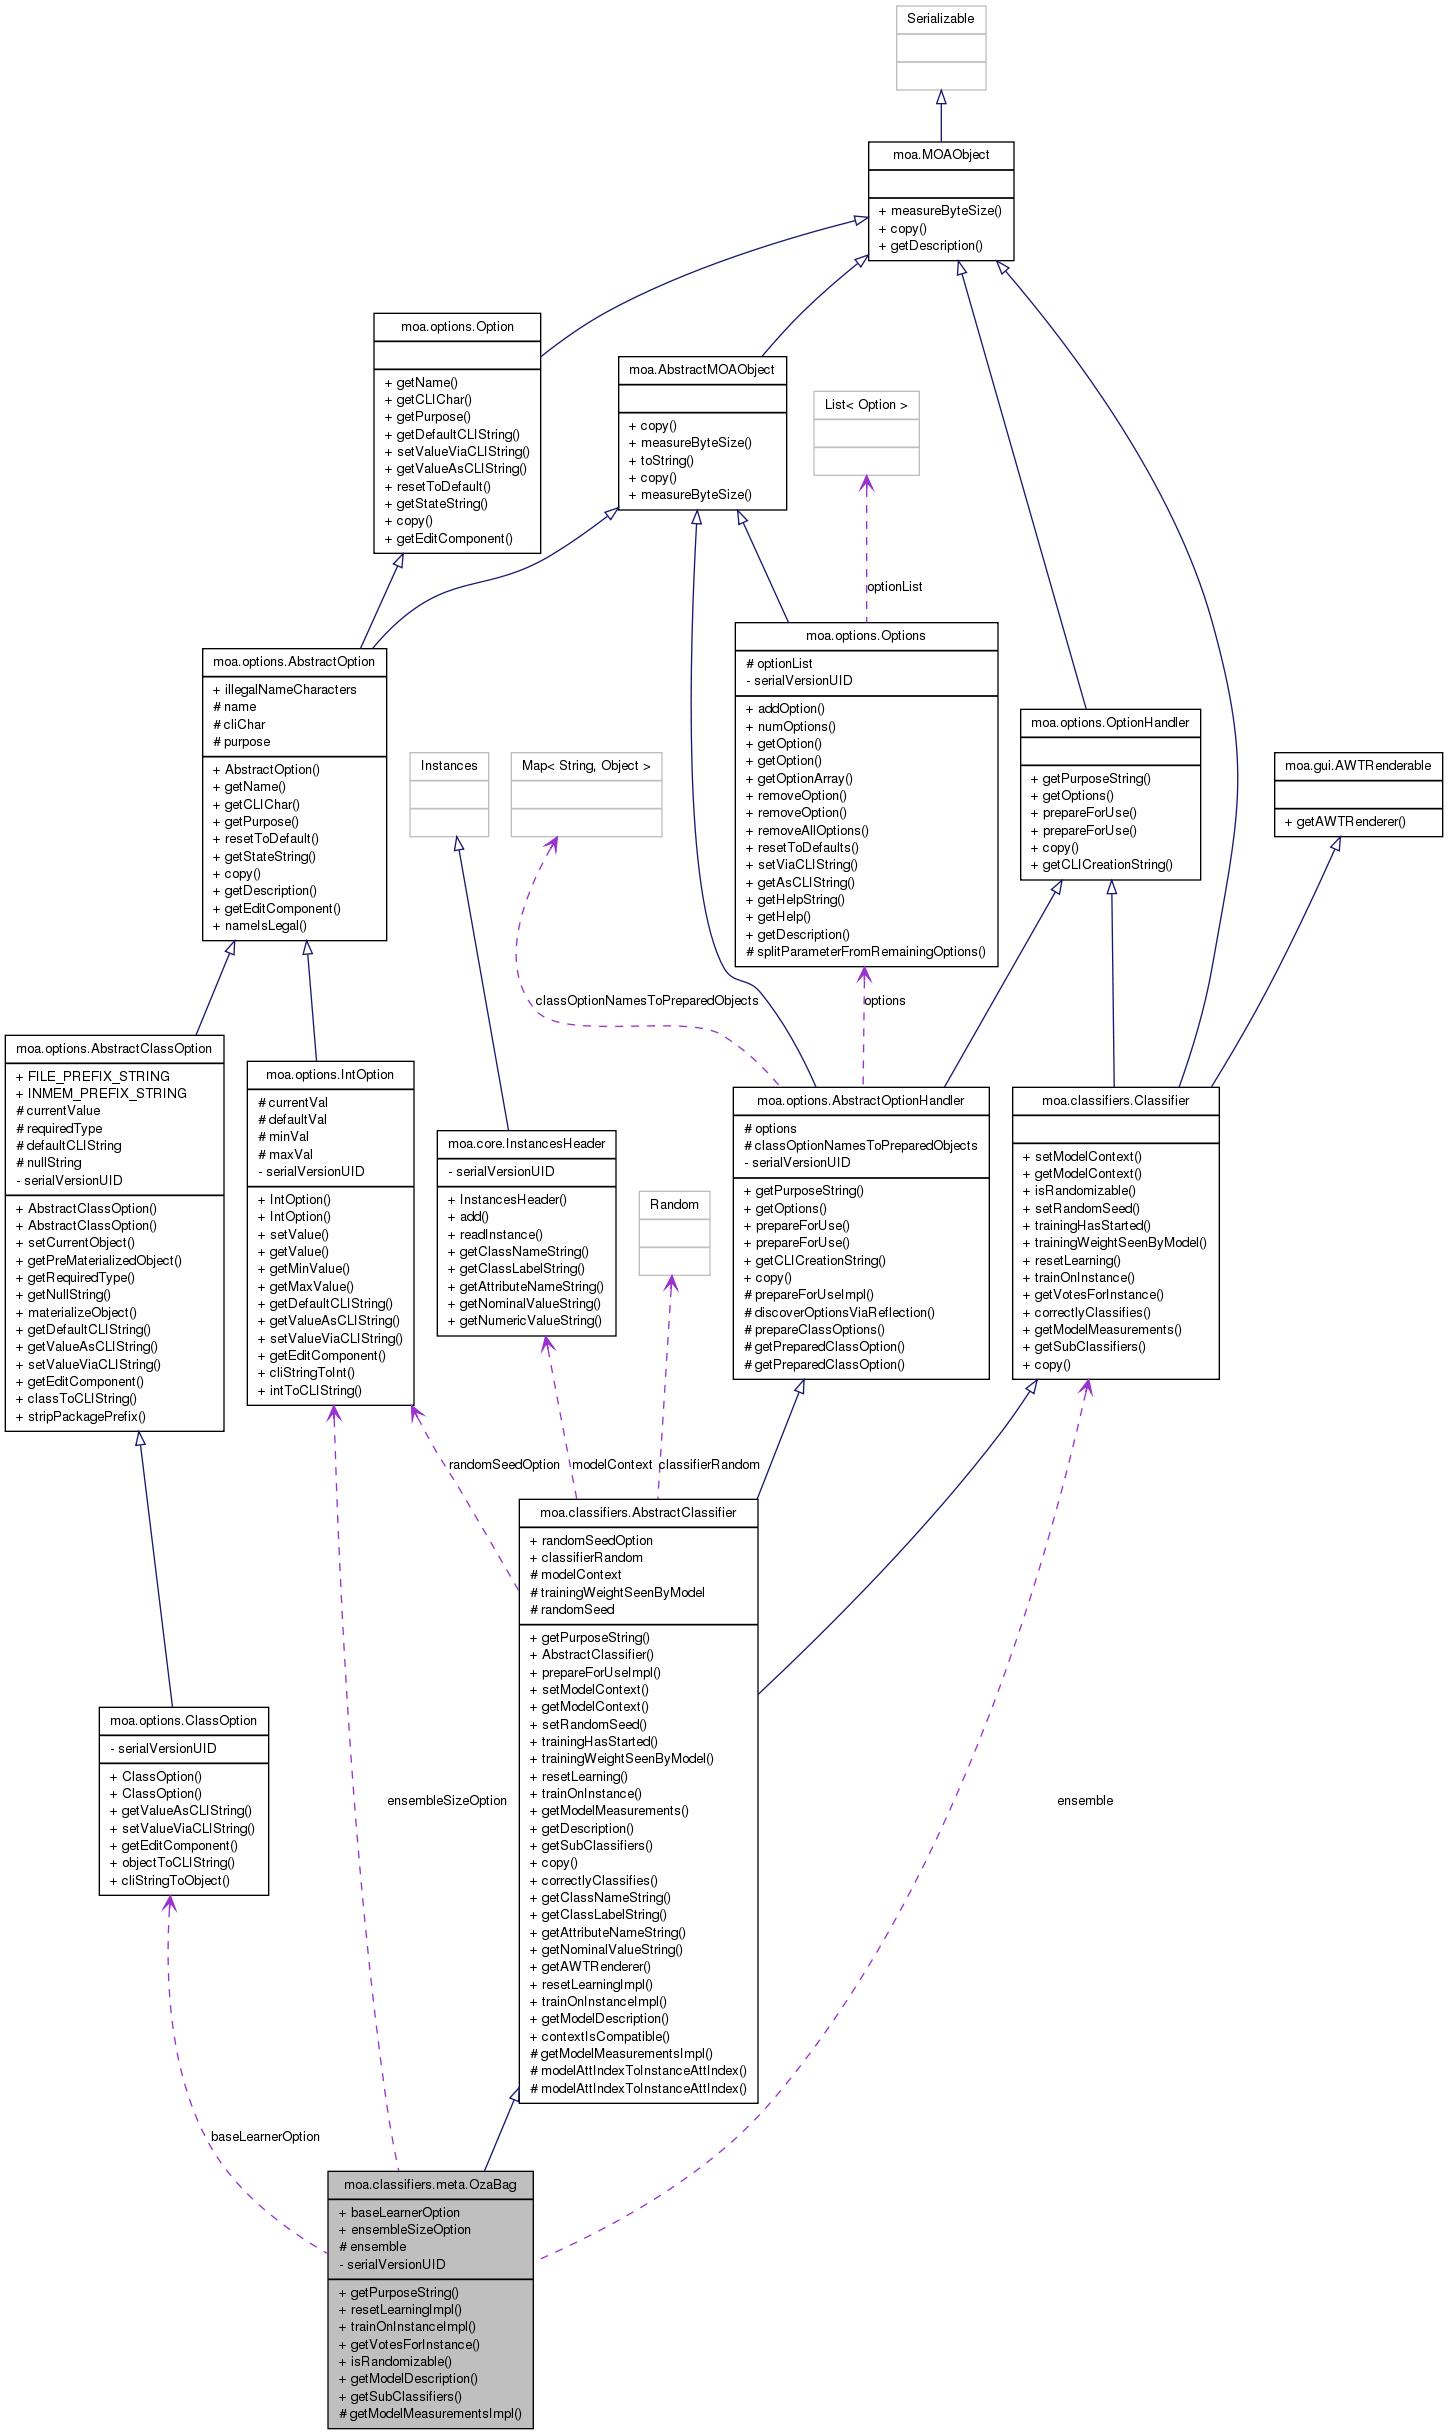 Serializable
moa.MOAObject
+ measureByteSize()
+ copy()
+ getDescription()
moa.options.Option
+ getName()
+ getCLIChar()
+ getPurpose()
+ getDefaultCLIString()
+ setValueViaCLIString()
+ getValueAsCLIString()
+ resetToDefault()
+ getStateString()
+ copy()
+ getEditComponent()
moa.AbstractMOAObject
+ copy()
+ measureByteSize()
+ toString()
+ copy()
+ measureByteSize()
List< Option >
optionList
moa.options.AbstractOption
+ illegalNameCharacters
# name
# cliChar
# purpose
+ AbstractOption()
+ getName()
+ getCLIChar()
+ getPurpose()
+ resetToDefault()
+ getStateString()
+ copy()
+ getDescription()
+ getEditComponent()
+ nameIsLegal()
Instances
Map< String, Object >
moa.options.Options
# optionList
- serialVersionUID
+ addOption()
+ numOptions()
+ getOption()
+ getOption()
+ getOptionArray()
+ removeOption()
+ removeOption()
+ removeAllOptions()
+ resetToDefaults()
+ setViaCLIString()
+ getAsCLIString()
+ getHelpString()
+ getHelp()
+ getDescription()
# splitParameterFromRemainingOptions()
moa.options.OptionHandler
+ getPurposeString()
+ getOptions()
+ prepareForUse()
+ prepareForUse()
+ copy()
+ getCLICreationString()
moa.gui.AWTRenderable
+ getAWTRenderer()
classOptionNamesToPreparedObjects
options
moa.options.AbstractClassOption
+ FILE_PREFIX_STRING
+ INMEM_PREFIX_STRING
# currentValue
# requiredType
# defaultCLIString
# nullString
- serialVersionUID
+ AbstractClassOption()
+ AbstractClassOption()
+ setCurrentObject()
+ getPreMaterializedObject()
+ getRequiredType()
+ getNullString()
+ materializeObject()
+ getDefaultCLIString()
+ getValueAsCLIString()
+ setValueViaCLIString()
+ getEditComponent()
+ classToCLIString()
+ stripPackagePrefix()
moa.options.IntOption
# currentVal
# defaultVal
# minVal
# maxVal
- serialVersionUID
+ IntOption()
+ IntOption()
+ setValue()
+ getValue()
+ getMinValue()
+ getMaxValue()
+ getDefaultCLIString()
+ getValueAsCLIString()
+ setValueViaCLIString()
+ getEditComponent()
+ cliStringToInt()
+ intToCLIString()
moa.core.InstancesHeader
- serialVersionUID
+ InstancesHeader()
+ add()
+ readInstance()
+ getClassNameString()
+ getClassLabelString()
+ getAttributeNameString()
+ getNominalValueString()
+ getNumericValueString()
Random
moa.options.AbstractOptionHandler
# options
# classOptionNamesToPreparedObjects
- serialVersionUID
+ getPurposeString()
+ getOptions()
+ prepareForUse()
+ prepareForUse()
+ getCLICreationString()
+ copy()
# prepareForUseImpl()
# discoverOptionsViaReflection()
# prepareClassOptions()
# getPreparedClassOption()
# getPreparedClassOption()
moa.classifiers.Classifier
+ setModelContext()
+ getModelContext()
+ isRandomizable()
+ setRandomSeed()
+ trainingHasStarted()
+ trainingWeightSeenByModel()
+ resetLearning()
+ trainOnInstance()
+ getVotesForInstance()
+ correctlyClassifies()
+ getModelMeasurements()
+ getSubClassifiers()
+ copy()
randomSeedOption
modelContext
classifierRandom
moa.classifiers.AbstractClassifier
+ randomSeedOption
+ classifierRandom
# modelContext
# trainingWeightSeenByModel
# randomSeed
+ getPurposeString()
+ AbstractClassifier()
+ prepareForUseImpl()
+ setModelContext()
+ getModelContext()
+ setRandomSeed()
+ trainingHasStarted()
+ trainingWeightSeenByModel()
+ resetLearning()
+ trainOnInstance()
+ getModelMeasurements()
+ getDescription()
+ getSubClassifiers()
+ copy()
+ correctlyClassifies()
+ getClassNameString()
+ getClassLabelString()
+ getAttributeNameString()
+ getNominalValueString()
+ getAWTRenderer()
+ resetLearningImpl()
+ trainOnInstanceImpl()
+ getModelDescription()
+ contextIsCompatible()
# getModelMeasurementsImpl()
# modelAttIndexToInstanceAttIndex()
# modelAttIndexToInstanceAttIndex()
moa.options.ClassOption
- serialVersionUID
+ ClassOption()
+ ClassOption()
+ getValueAsCLIString()
+ setValueViaCLIString()
+ getEditComponent()
+ objectToCLIString()
+ cliStringToObject()
ensembleSizeOption
ensemble
baseLearnerOption
moa.classifiers.meta.OzaBag
+ baseLearnerOption
+ ensembleSizeOption
# ensemble
- serialVersionUID
+ getPurposeString()
+ resetLearningImpl()
+ trainOnInstanceImpl()
+ getVotesForInstance()
+ isRandomizable()
+ getModelDescription()
+ getSubClassifiers()
# getModelMeasurementsImpl()